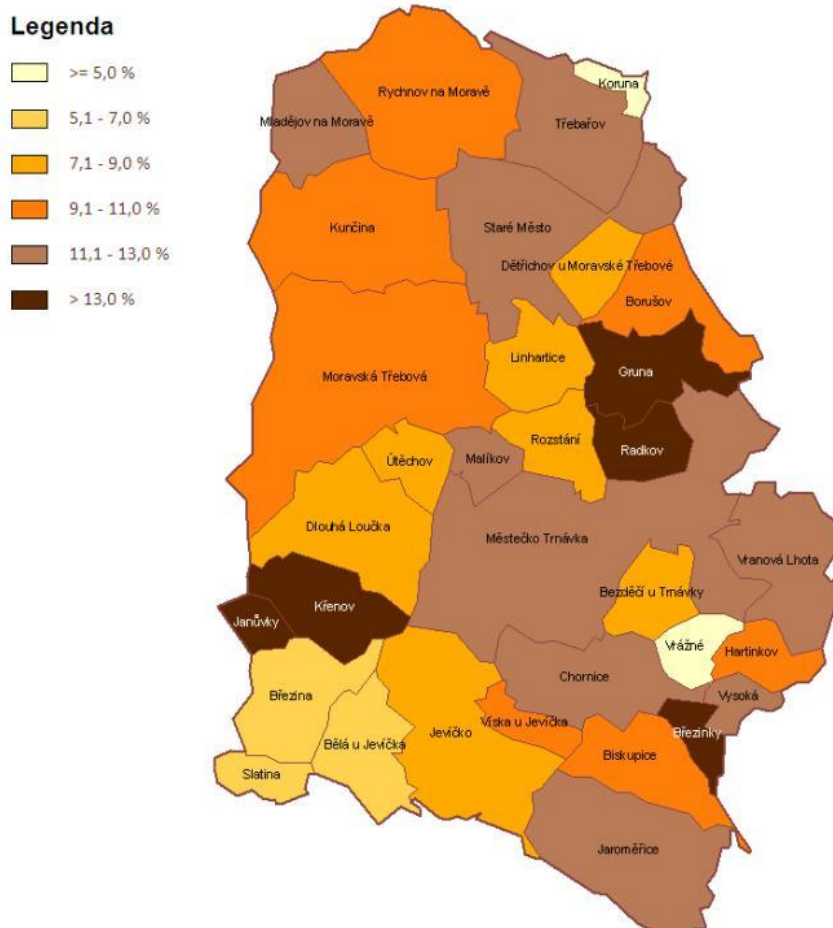 Legenda
>= 5,0 %
5,1 - 7,0 %
7,1 - 9,0 %
9,1 - 11,0 %
11,1 - 13,0 %
> 13,0 %
Koruna
Rychnov na Moravě
Mladějov na Moravě
Třebařov
Kunčina
Staré Město
Dětřichov u Moravské Třebové
Borušov
Linhartice
Gruna
Moravská Třebová
Rozstání
Radkov
Útěchov
Malíkov
Dlouhá Loučka
Městečko Trnávka
Vranová Lhota
Bezděčí u Trnávky
Křenov
Janůvky
Vrážné
Hartinkov
Chornice
Vysoká
Březina
Víska u Jevíčka
Jevíčko
Březinky
Bělá u Jevíčka
Biskupice
Slatina
Jaroměřice